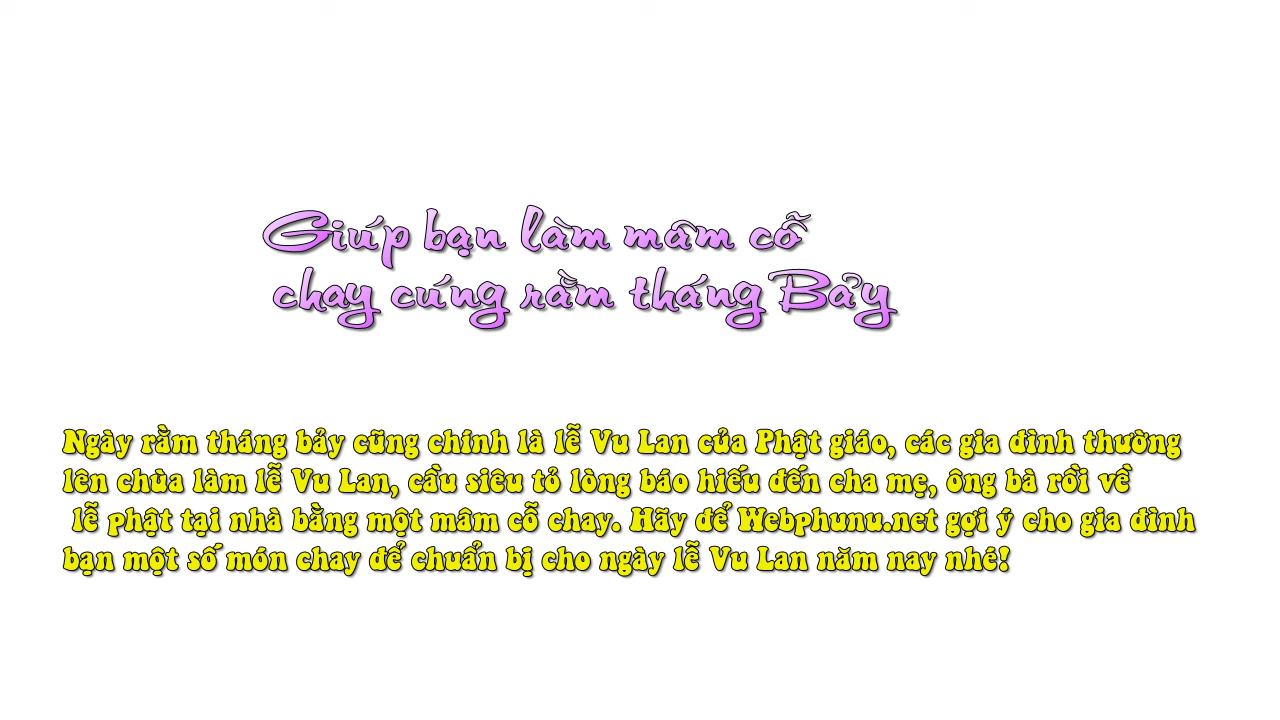 Giúp bạn làm mâm cỗ
chay cúng rằm tháng Bảy
Ngày rằm tháng bảy cũng chính là lễ Vu Lan của Phật giáo, các gia đình thường
lên chùa làm lễ Vu Lan, cầu siêu tỏ lòng báo hiếu đến cha mẹ, ông bà rồi về
lễ phật tại nhà bằng một mâm cỗ chay. Hãy để Webphunu.net gợi ý cho gia đình
bạn một số món chay để chuẩn bị cho ngày lễ Vu Lan năm nay nhé!